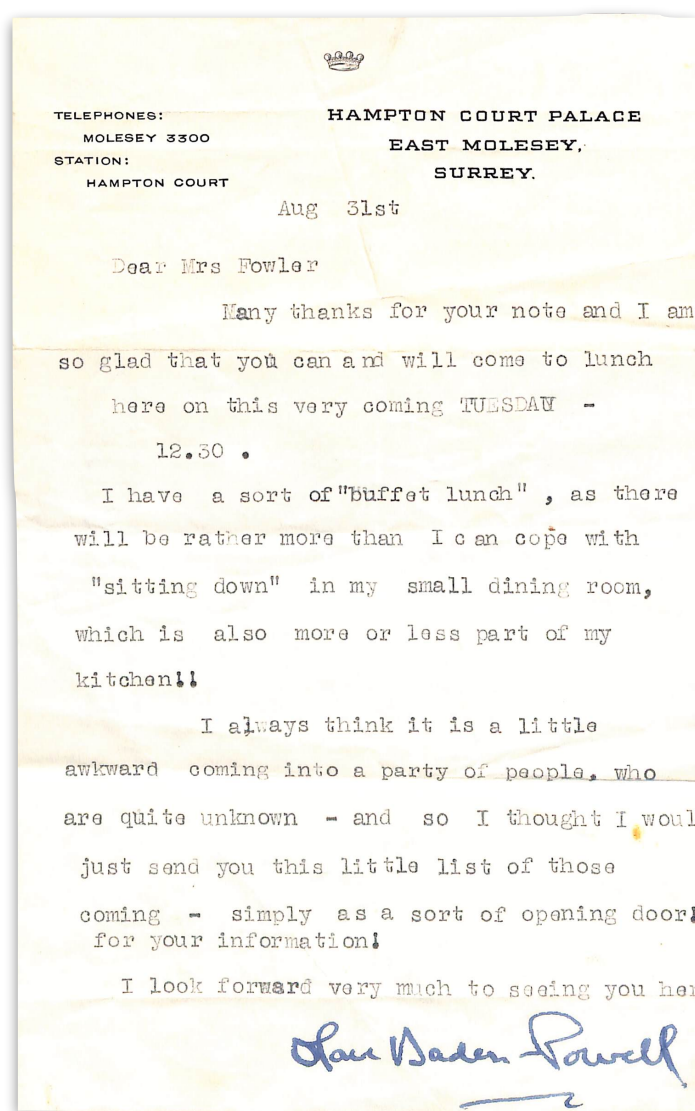 TELEPHONES:
MOLESEY 3300
STATION:
HAMPTON COURT
HAMPTON COURT PALACE
EAST MOLESEY,
SURREY.
Aug 31st
Dear Mrs Fowler
Many thanks for your note and I am
so glad that you can and will come to lunch
here on this very coming TUESDAY -
12.30 .
I have a sort of "buffet lunch" , as there
will be rather more than I can cope with
"sitting down" in my small dining room,
which is also more or less part of my
kitchen!!
I always think it is a little
awkward coming into a party of people, who
are quite unknown - and so I thought I woul
just send you this little list of those
coming - simply as a sort of opening door!
for your information!
I look forward very much to seeing you her
Olave Baden-Powell